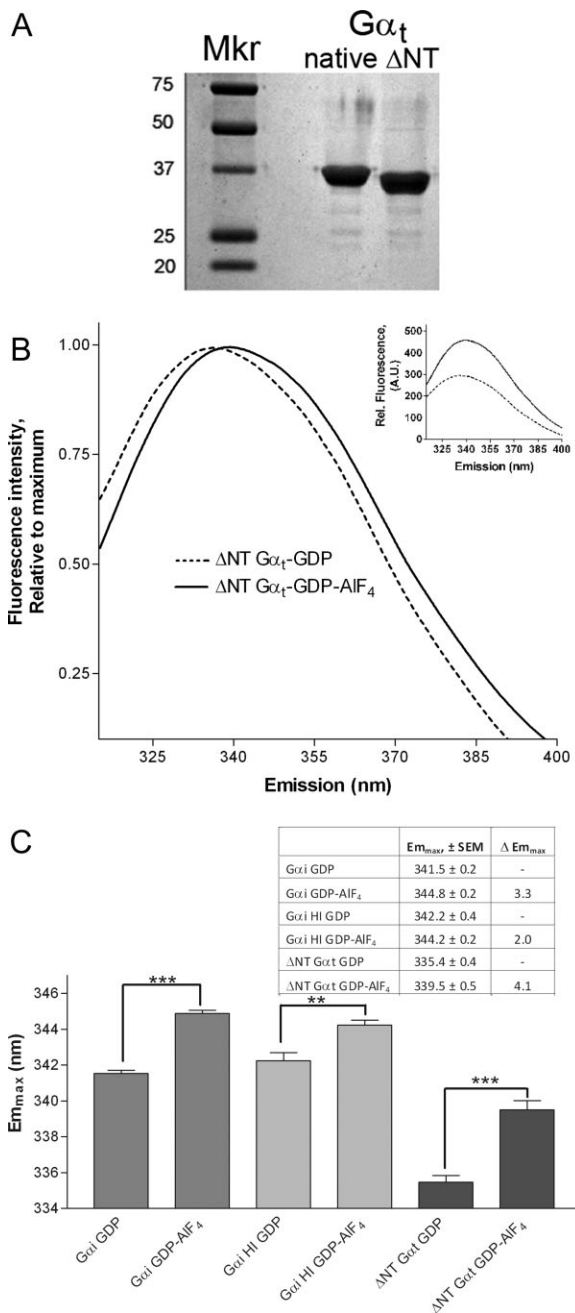 A
Gαt
Mkr native ΔNT
75
50
37
25
20
B
1.00
0.75
0.50
0.25
Fluorescence intensity,
Relative to maximum
ΔNT Gαt-GDP
ΔNT Gαt-GDP-AlF4
325 340 355 370 385 400
Emission (nm)
500
400
300
200
100
0
Rel. Fluorescence,
(A.U.)
325 340 355 370 385 400
Emission (nm)
C
Emmax, ± SEM Δ Emmax
Gαi GDP 341.5 ± 0.2 -
Gαi GDP-AlF4 344.8 ± 0.2 3.3
Gαi HI GDP 342.2 ± 0.4 -
Gαi HI GDP-AlF4 344.2 ± 0.2 2.0
ΔNT Gαt GDP 335.4 ± 0.4 -
ΔNT Gαt GDP-AlF4 339.5 ± 0.5 4.1
346
344
342
340
338
336
334
Emmax (nm)
***
**
***
Gαi GDP
Gαi GDP-AlF4
Gαi HI GDP
Gαi HI GDP-AlF4
ΔNT Gαt GDP
ΔNT Gαt GDP-AlF4